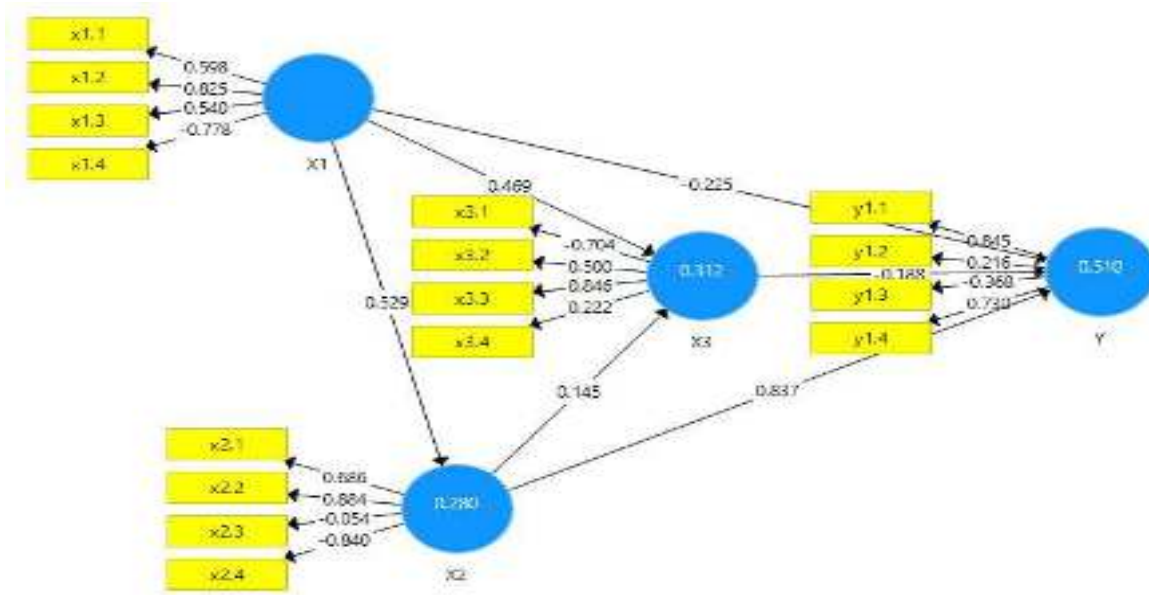 x1.1
x1.2
x1.3
x1.4
0.598
0.825
0.540
-0.778
X1
0.469
-0.225
0.529
x3.1
x3.2
x3.3
x3.4
-0.704
0.500
0.846
0.222
0.312
X3
y1.1
y1.2
y1.3
y1.4
0.845
0.216
-0.368
0.730
-0.188
0.510
Y
0.145
0.837
x2.1
x2.2
x2.3
x2.4
0.686
0.884
-0.054
-0.840
0.280
X2